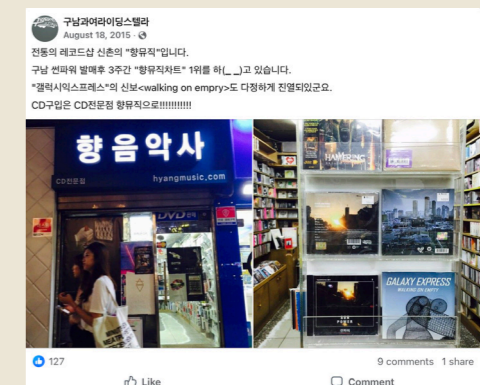 구남과여라이딩스텔라
August 18, 2015 ·
전통의 레코드샵 신촌의 "향뮤직"입니다.
구남 썬파워 발매후 3주간 "향뮤직차트" 1위를 하(_ _)고 있습니다.
"갤럭시익스프레스"의 신보<walking on empry>도 다정하게 진열되있군요.
CD구입은 CD전문점 향뮤직으로!!!!!!!!!!!
향음악사
CD전문점
hyangmusic.com
DVD
GALAXY EXPRESS
WALKING ON EMPTY
127
9 comments 1 share
Like
Comment